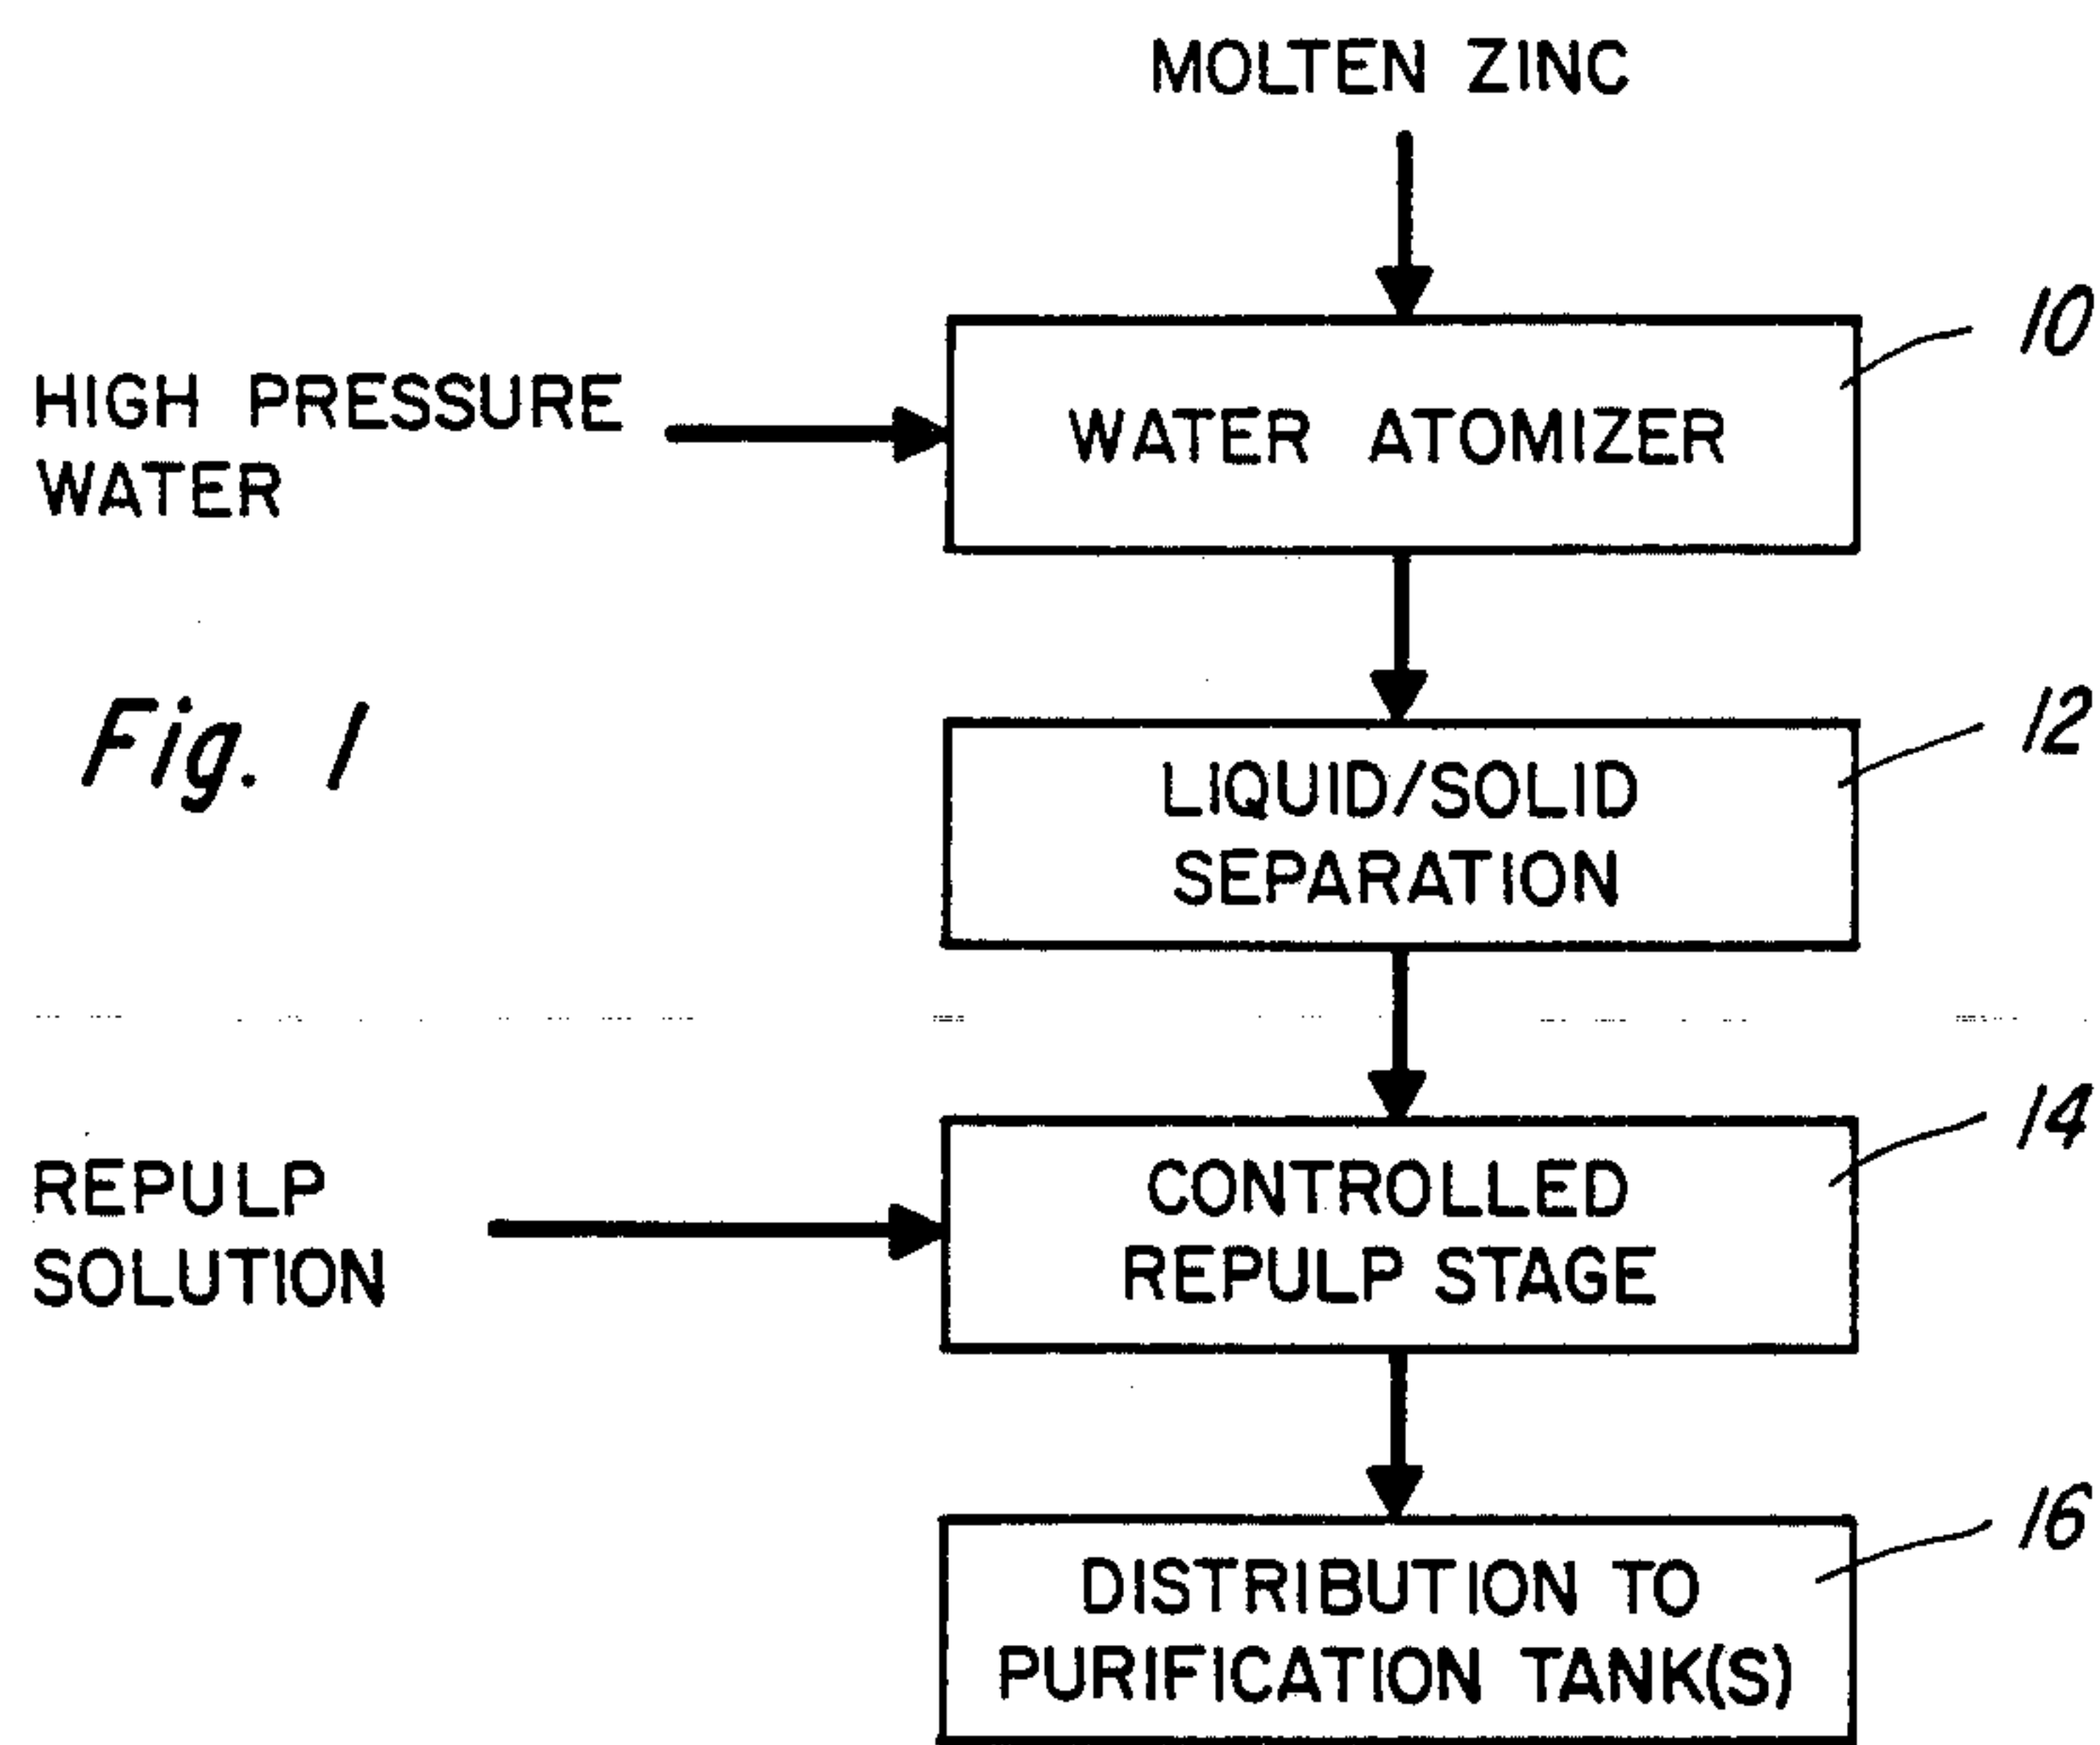 MOLTEN ZINC
10
HIGH PRESSURE
WATER
WATER ATOMIZER
Fig. 1
12
LIQUID/SOLID
SEPARATION
14
REPULP
SOLUTION
CONTROLLED
REPULP STAGE
16
DISTRIBUTION TO
PURIFICATION TANK(S)